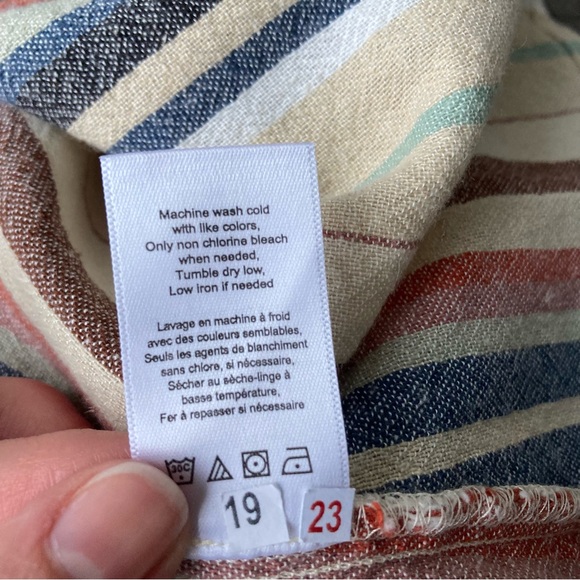 Machine wash cold
with like colors,
Only non chlorine bleach
when needed,
Tumble dry low,
Low iron if needed
Lavage en machine à froid
avec des couleurs semblables,
Seuls les agents de blanchiment
sans chlore, si nécessaire,
Sécher au sèche-linge à
basse température,
Fer à repasser si nécessaire
30C
19 23